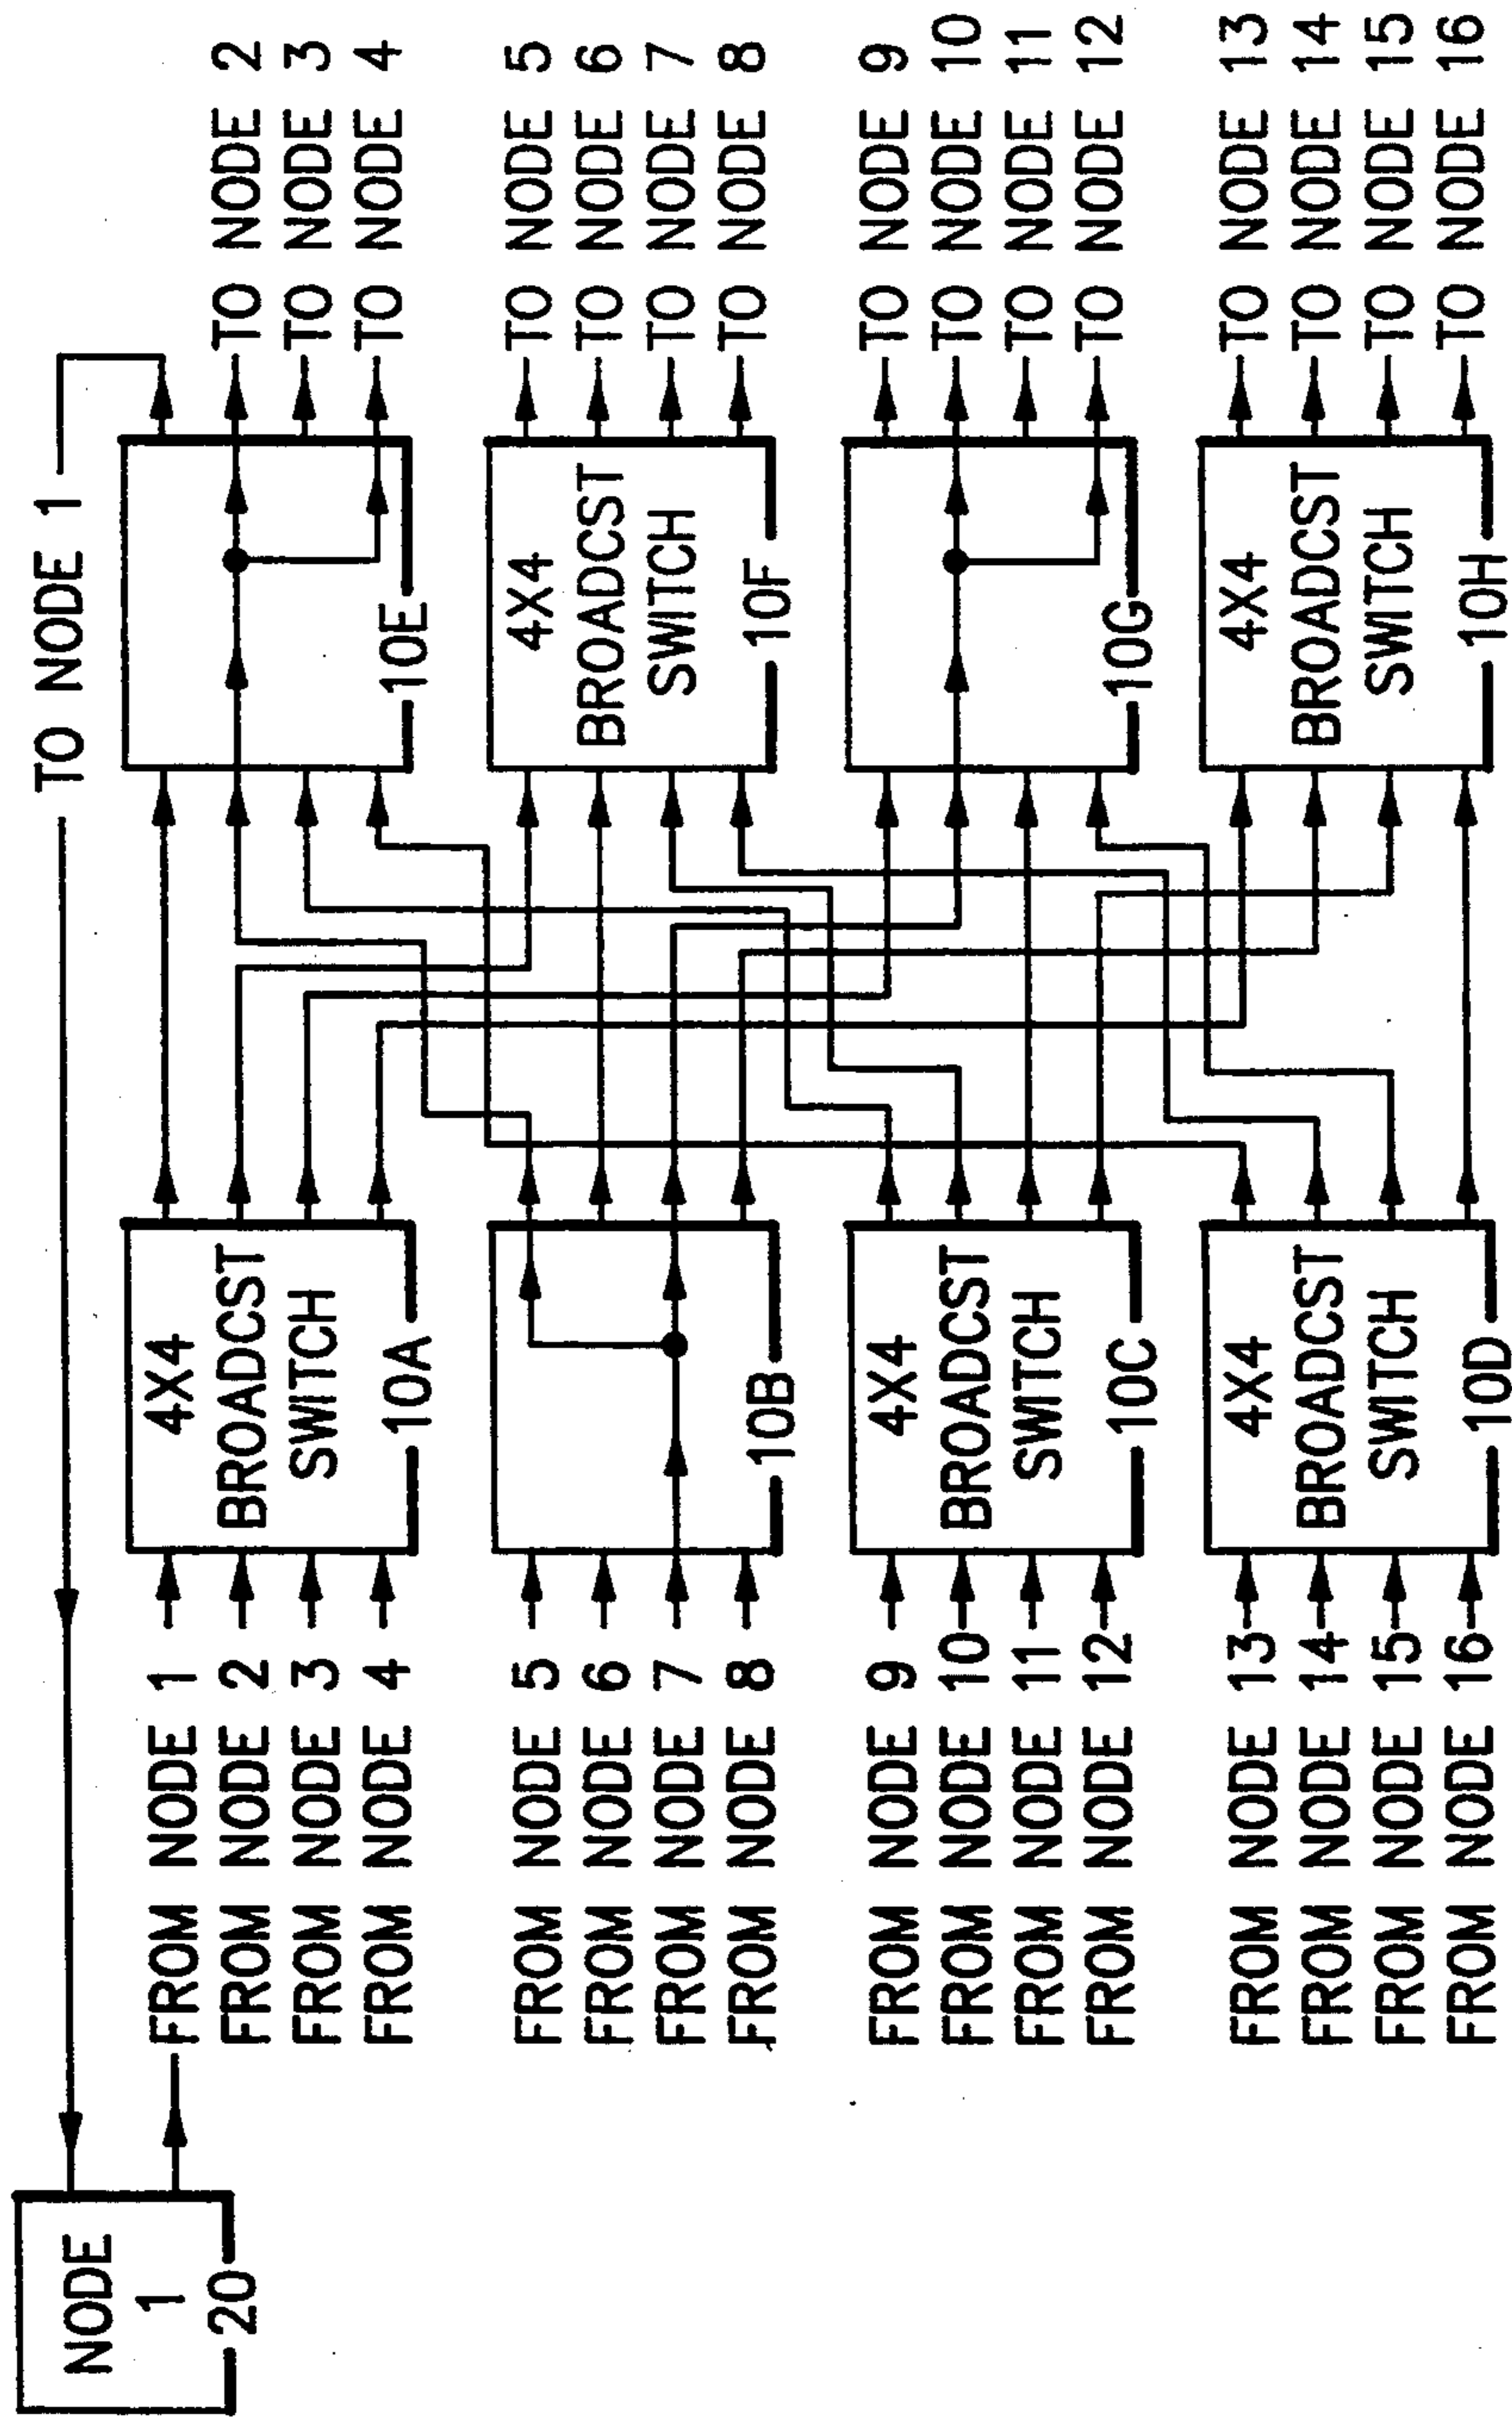 NODE
1
20
TO NODE 1
FROM NODE 1
FROM NODE 2
FROM NODE 3
FROM NODE 4
FROM NODE 5
FROM NODE 6
FROM NODE 7
FROM NODE 8
FROM NODE 9
FROM NODE 10
FROM NODE 11
FROM NODE 12
FROM NODE 13
FROM NODE 14
FROM NODE 15
FROM NODE 16
4X4
BROADCST
SWITCH
10A
10B
4X4
BROADCST
SWITCH
10C
4X4
BROADCST
SWITCH
10D
10E
4X4
BROADCST
SWITCH
10F
10G
4X4
BROADCST
SWITCH
10H
TO NODE 2
TO NODE 3
TO NODE 4
TO NODE 5
TO NODE 6
TO NODE 7
TO NODE 8
TO NODE 9
TO NODE 10
TO NODE 11
TO NODE 12
TO NODE 13
TO NODE 14
TO NODE 15
TO NODE 16